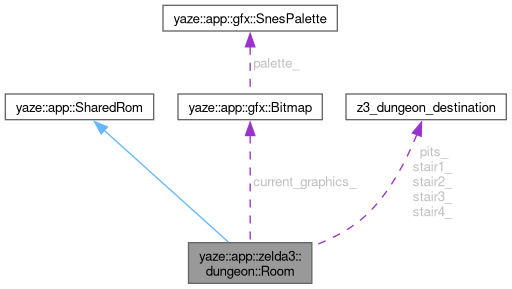 yaze::app::gfx::SnesPalette
palette_
yaze::app::SharedRom
yaze::app::gfx::Bitmap
z3_dungeon_destination
current_graphics_
pits_
stair1_
stair2_
stair3_
stair4_
yaze::app::zelda3::
dungeon::Room